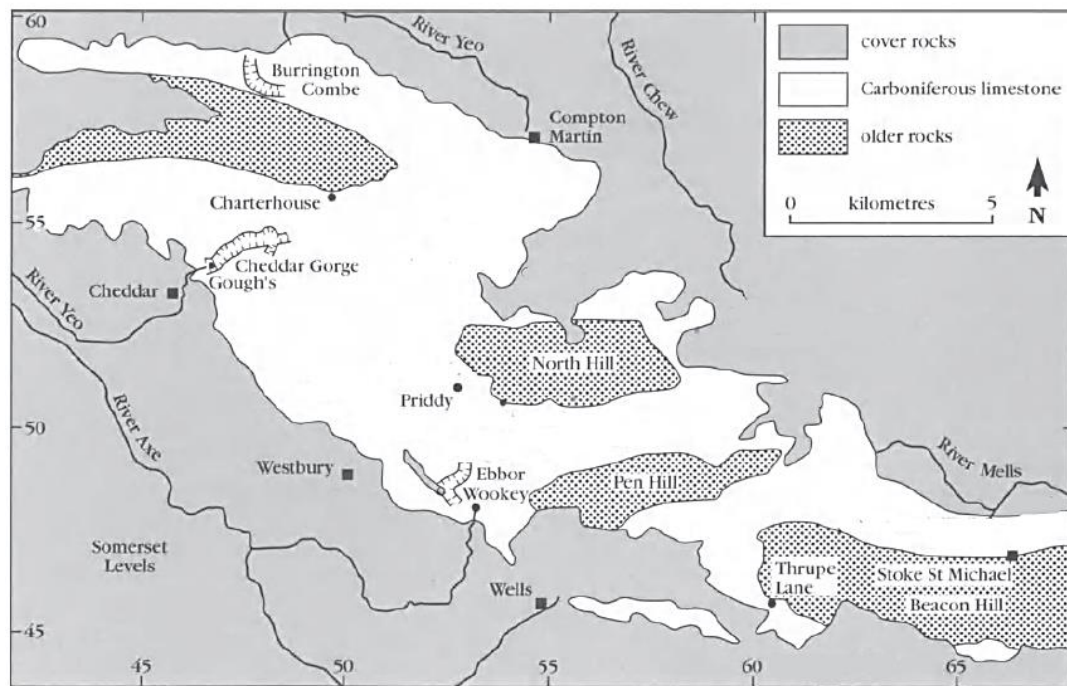 60
River Yeo
River Chew
Burrington
Combe
Compton
Martin
cover rocks
Carboniferous limestone
older rocks
0 kilometres 5
N
Charterhouse
55
Cheddar Gorge
Gough's
Cheddar
River Yeo
North Hill
Priddy
River Axe
50
Westbury
Ebbor
Wookey
Pen Hill
River Mells
Somerset
Levels
Wells
Thrupe
Lane
Stoke St Michael
Beacon Hill
45
45 50 55 60 65